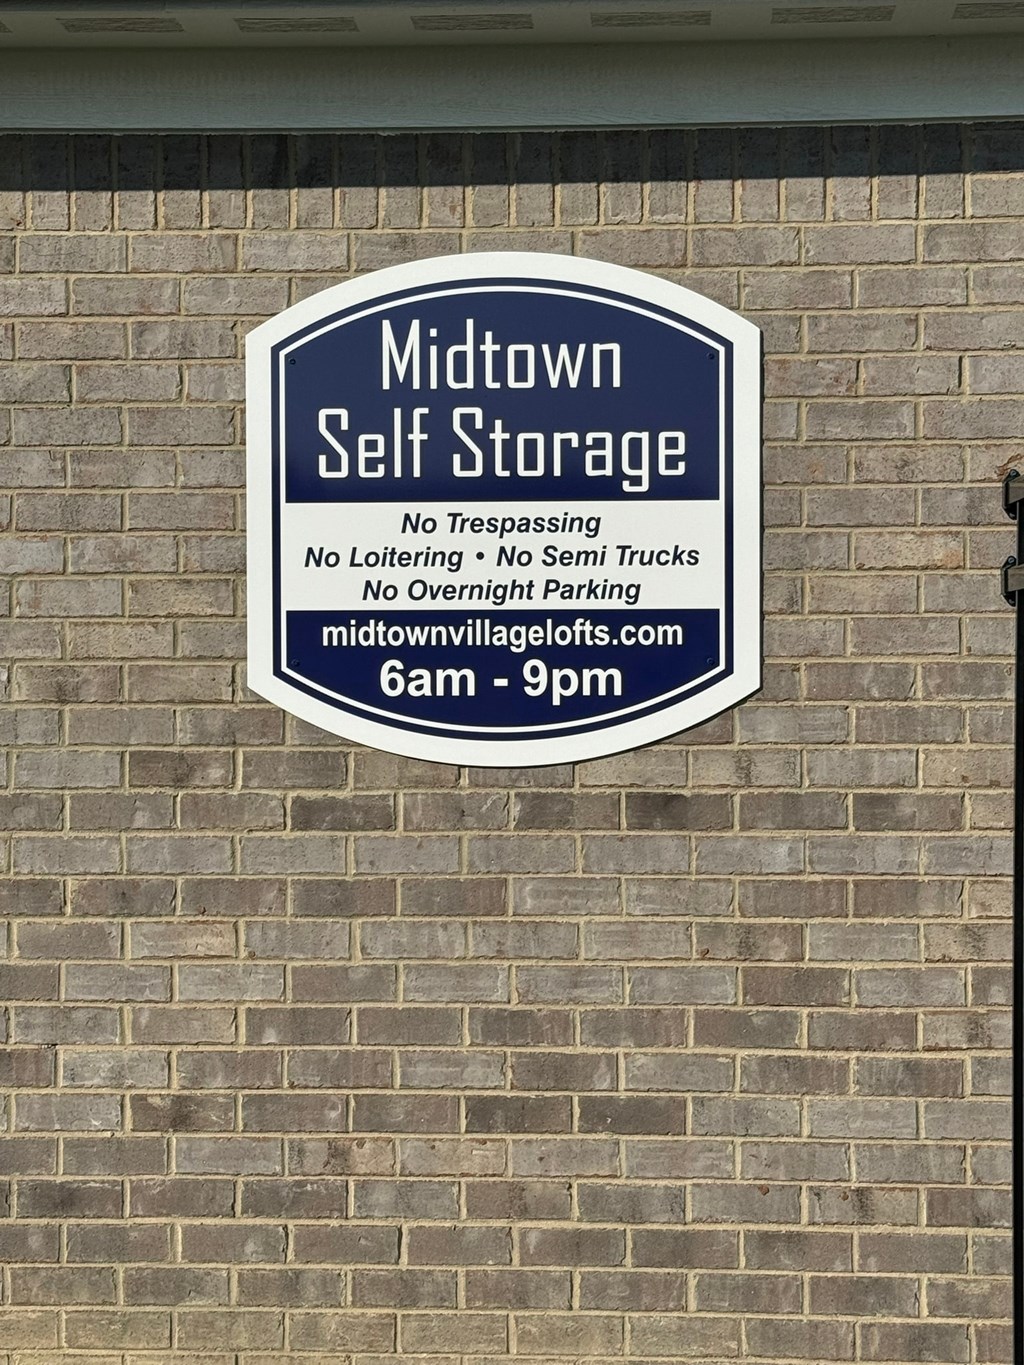 Midtown
Self Storage
No Trespassing
No Loitering • No Semi Trucks
No Overnight Parking
midtownvillagelofts.com
6am - 9pm